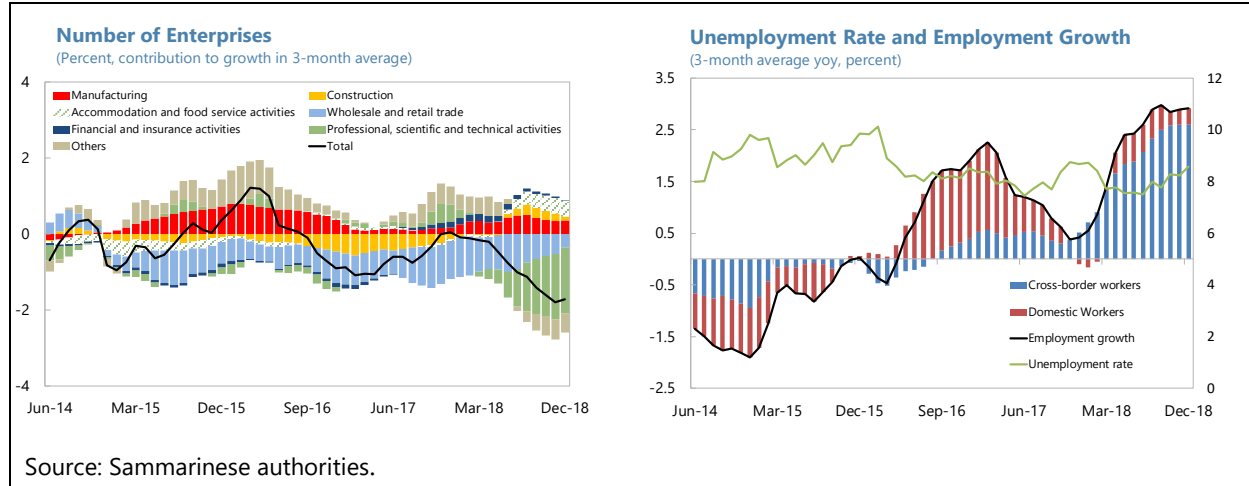 Number of Enterprises
(Percent, contribution to growth in 3-month average)
4
2
0
-2
-4
Manufacturing
Construction
Accommodation and food service activities
Wholesale and retail trade
Financial and insurance activities
Professional, scientific and technical activities
Others
Total
Jun-14 Mar-15 Dec-15 Sep-16 Jun-17 Mar-18 Dec-18
Unemployment Rate and Employment Growth
(3-month average yoy, percent)
3.5
2.5
1.5
0.5
-0.5
-1.5
-2.5
12
10
8
6
4
2
0
Cross-border workers
Domestic Workers
Employment growth
Unemployment rate
Jun-14 Mar-15 Dec-15 Sep-16 Jun-17 Mar-18 Dec-18
Source: Sammarinese authorities.